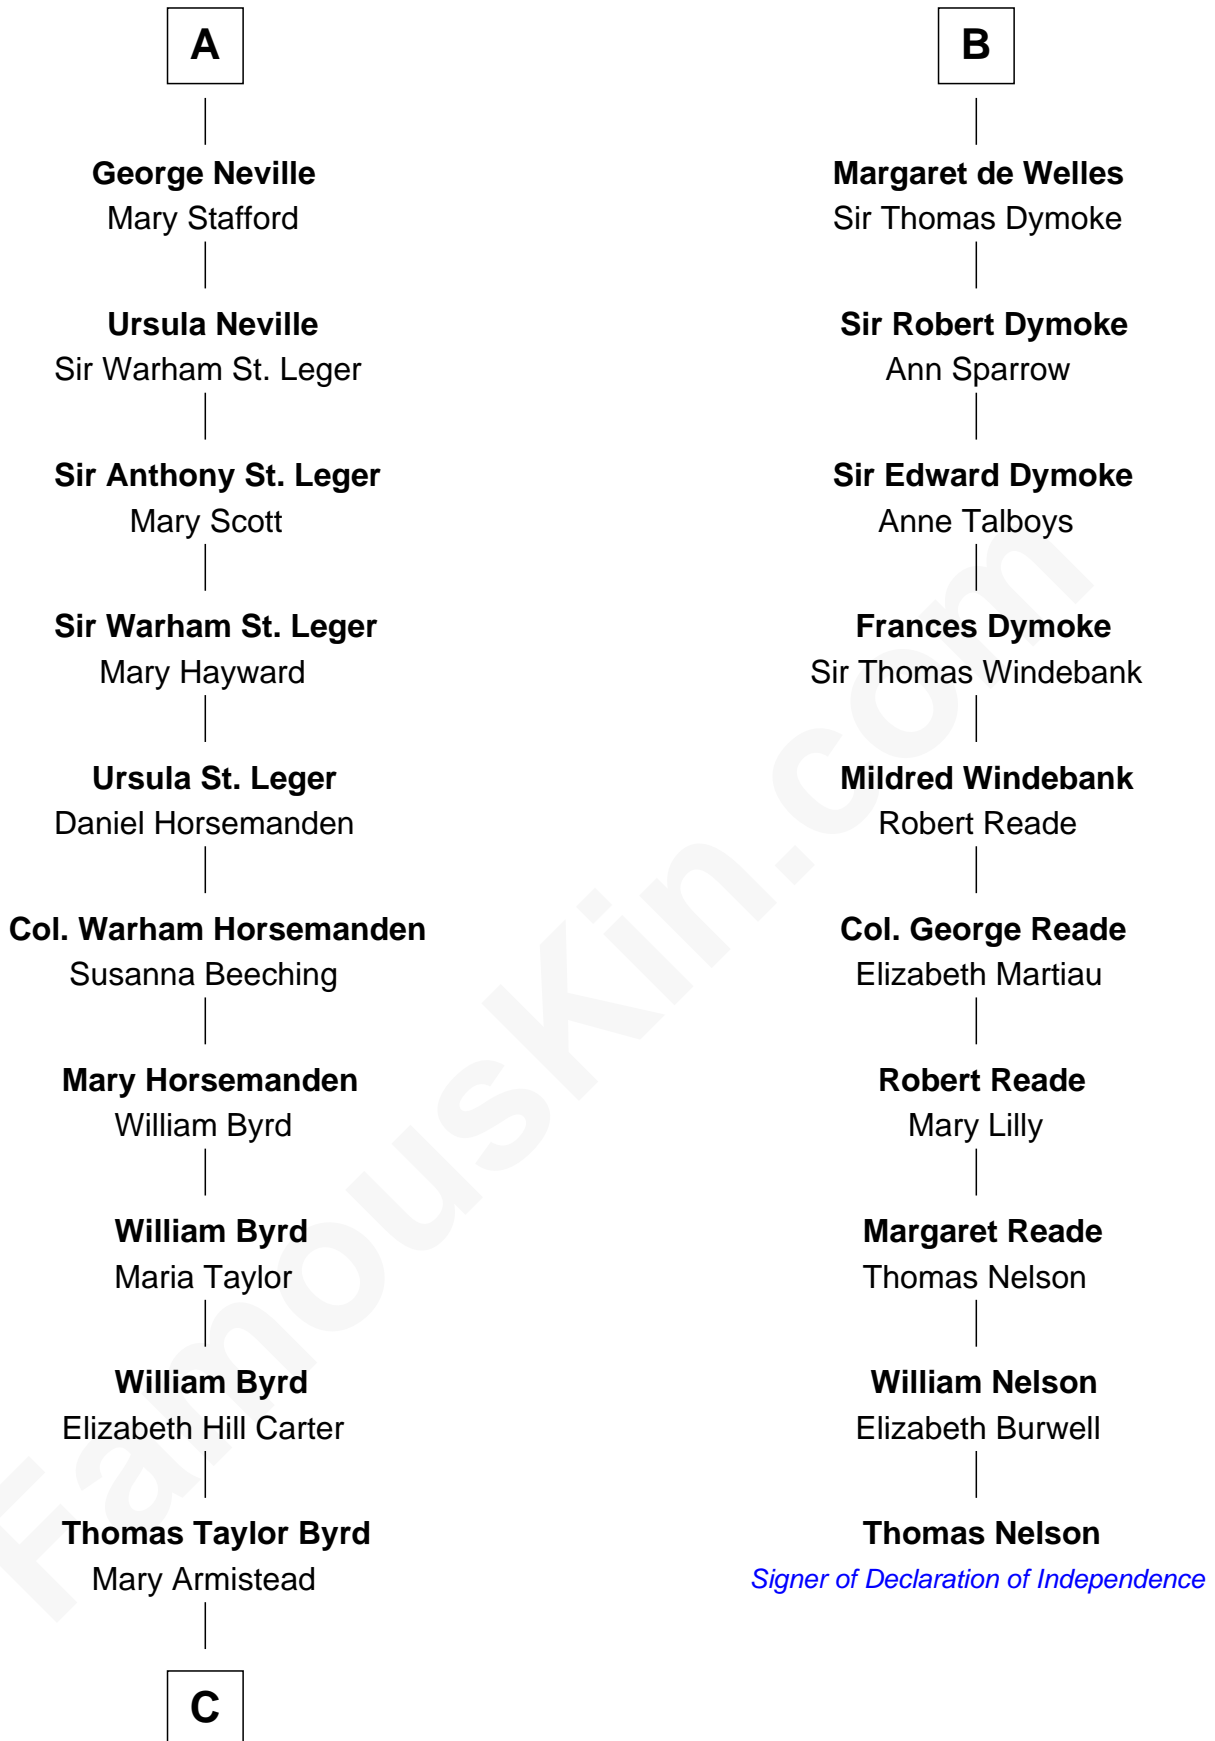 A
George Neville
Mary Stafford
Ursula Neville
Sir Warham St. Leger
Sir Anthony St. Leger
Mary Scott
Sir Warham St. Leger
Mary Hayward
Ursula St. Leger
Daniel Horsemanden
Col. Warham Horsemanden
Susanna Beeching
Mary Horsemanden
William Byrd
William Byrd
Maria Taylor
William Byrd
Elizabeth Hill Carter
Thomas Taylor Byrd
Mary Armistead
C
B
Margaret de Welles
Sir Thomas Dymoke
Sir Robert Dymoke
Ann Sparrow
Sir Edward Dymoke
Anne Talboys
Frances Dymoke
Sir Thomas Windebank
Mildred Windebank
Robert Reade
Col. George Reade
Elizabeth Martiau
Robert Reade
Mary Lilly
Margaret Reade
Thomas Nelson
William Nelson
Elizabeth Burwell
Thomas Nelson
Signer of Declaration of Independence
FamousKin.com